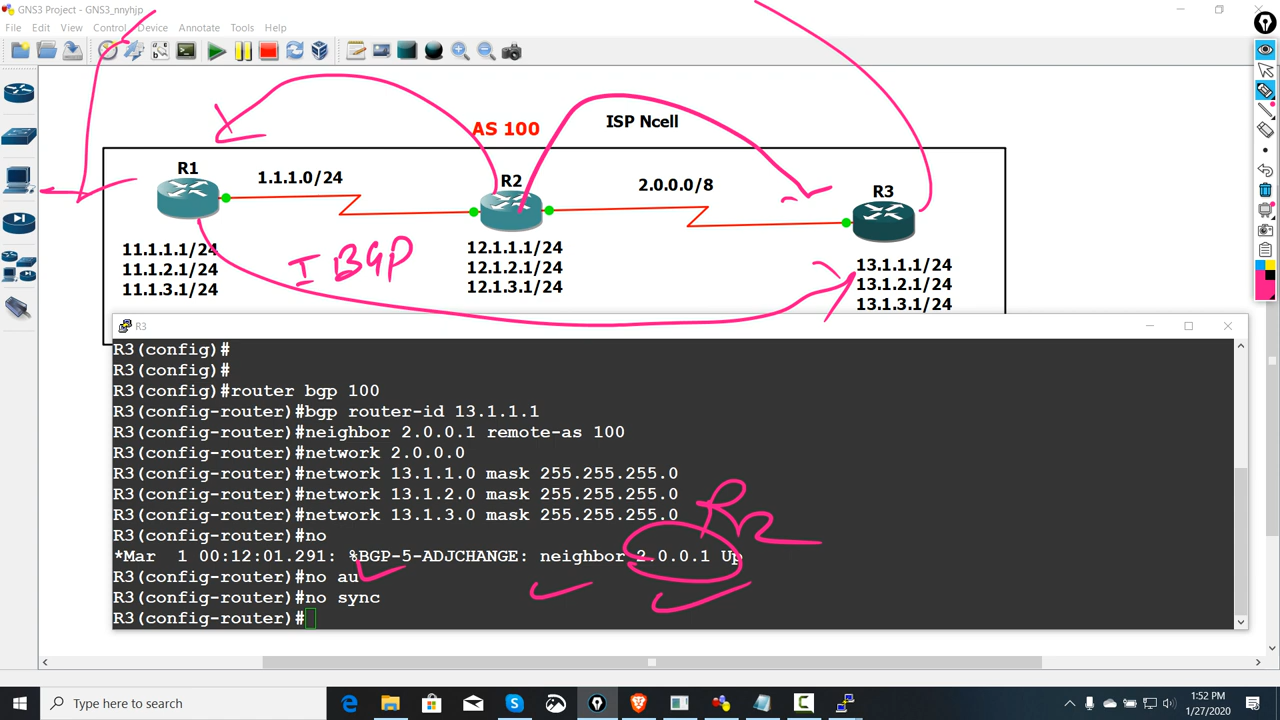 GNS3 Project — GNS3_nnyhjp
File Edit View Control Device Annotate Tools Help
AS 100
ISP Ncell
R1
1.1.1.0/24
R2
2.0.0.0/8
R3
11.1.1.1/24
11.1.2.1/24
11.1.3.1/24
I BGP
12.1.1.1/24
12.1.2.1/24
12.1.3.1/24
13.1.1.1/24
13.1.2.1/24
13.1.3.1/24
R3
R3(config)#
R3(config)#
R3(config)#router bgp 100
R3(config-router)#bgp router-id 13.1.1.1
R3(config-router)#neighbor 2.0.0.1 remote-as 100
R3(config-router)#network 2.0.0.0
R3(config-router)#network 13.1.1.0 mask 255.255.255.0
R3(config-router)#network 13.1.2.0 mask 255.255.255.0
R3(config-router)#network 13.1.3.0 mask 255.255.255.0
R2
R3(config-router)#no
*Mar  1 00:12:01.291: %BGP-5-ADJCHANGE: neighbor 2.0.0.1 Up
R3(config-router)#no au
R3(config-router)#no sync
R3(config-router)#
Type here to search
1:52 PM
1/27/2020